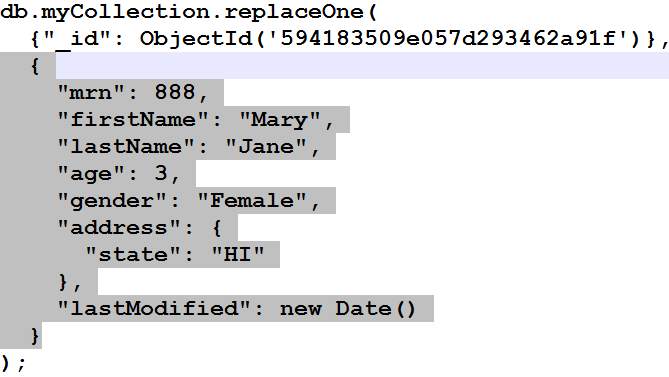 db.myCollection.replaceOne(
  {"_id": ObjectId('594183509e057d293462a91f')},
  {
    "mrn": 888,
    "firstName": "Mary",
    "lastName": "Jane",
    "age": 3,
    "gender": "Female",
    "address": {
      "state": "HI"
    },
    "lastModified": new Date()
  }
);